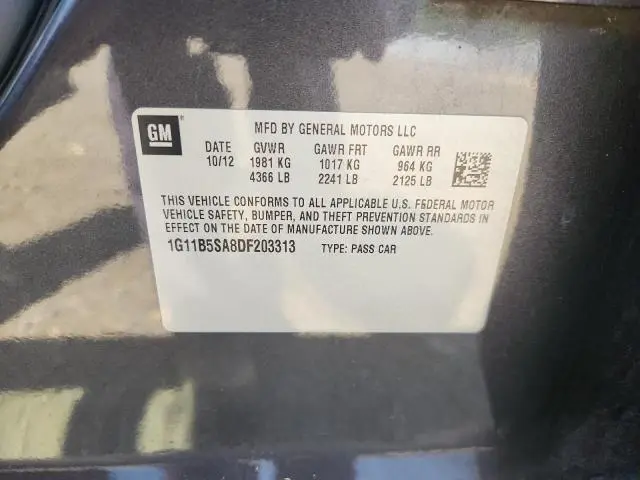 GM
MFD BY GENERAL MOTORS LLC
DATE GVWR GAWR FRT GAWR RR
10/12 1981 KG 1017 KG 964 KG
4366 LB 2241 LB 2125 LB
THIS VEHICLE CONFORMS TO ALL APPLICABLE U.S. FEDERAL MOTOR
VEHICLE SAFETY, BUMPER, AND THEFT PREVENTION STANDARDS IN
EFFECT ON THE DATE OF MANUFACTURE SHOWN ABOVE.
1G11B5SA8DF203313 TYPE: PASS CAR